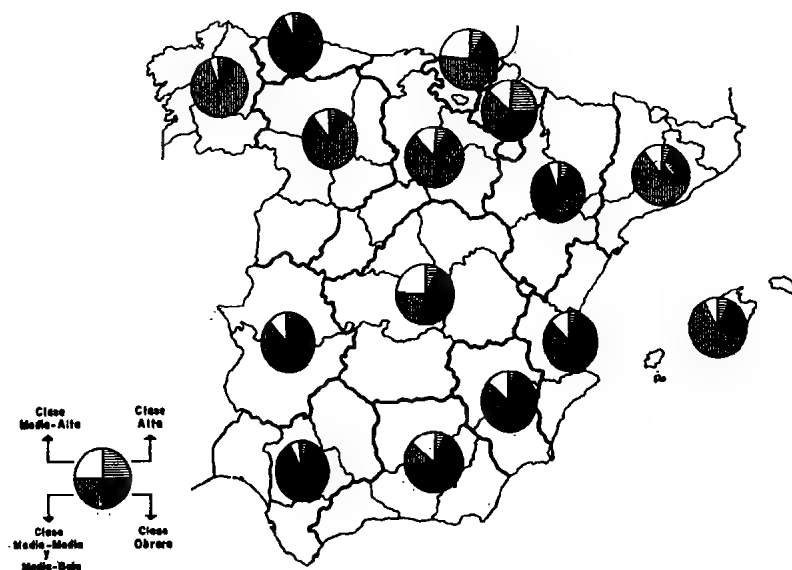 Clase
Media-Alta
Clase
Alta
Clase
Media-Media
y
Media-Baja
Clase
Obrera